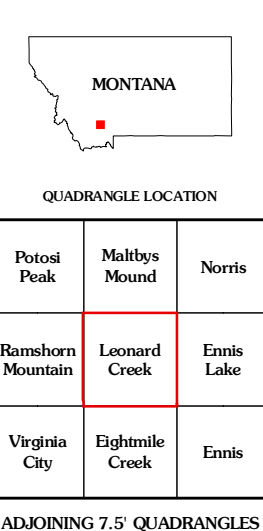 MONTANA
QUADRANGLE LOCATION
Potosi
Peak
Maltbys
Mound
Norris
Ramshorn
Mountain
Leonard
Creek
Ennis
Lake
Virginia
City
Eightmile
Creek
Ennis
ADJOINING 7.5' QUADRANGLES